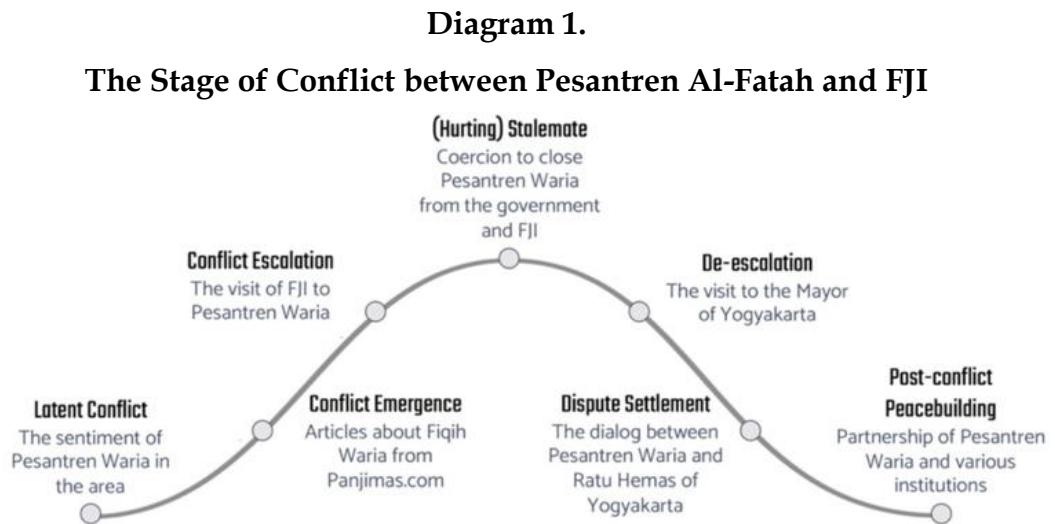 Diagram 1.
The Stage of Conflict between Pesantren Al-Fatah and FJI
(Hurting) Stalemate
Coercion to close
Pesantren Waria
from the government
and FJI
Conflict Escalation
The visit of FJI to
Pesantren Waria
De-escalation
The visit to the Mayor
of Yogyakarta
Latent Conflict
The sentiment of
Pesantren Waria in
the area
Conflict Emergence
Articles about Fiqih
Waria from
Panjimas.com
Dispute Settlement
The dialog between
Pesantren Waria and
Ratu Hemas of
Yogyakarta
Post-conflict
Peacebuilding
Partnership of Pesantren
Waria and various
institutions